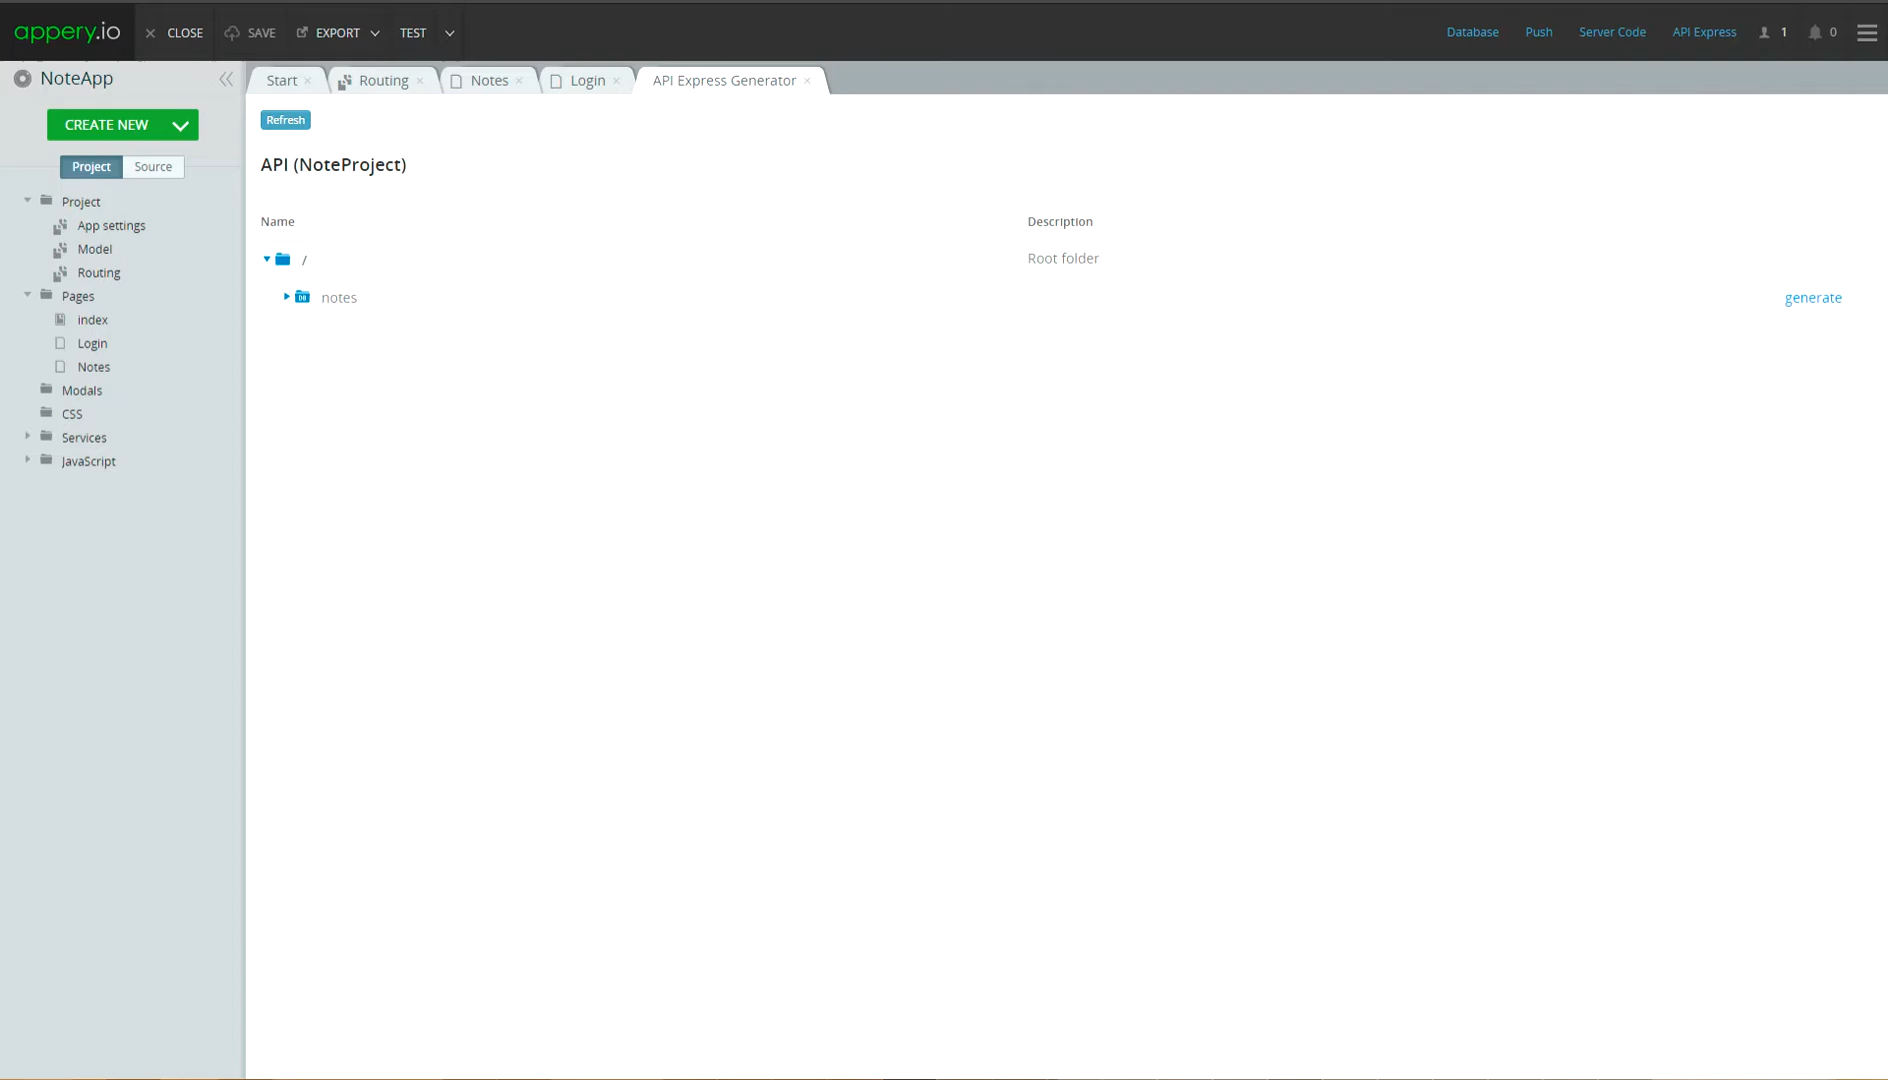 appery.io
CLOSE
SAVE
EXPORT
TEST
Database
Push
Server Code
API Express
1
0
NoteApp
Start
Routing
Notes
Login
API Express Generator
CREATE NEW
Refresh
Project
Source
API (NoteProject)
Project
App settings
Model
Routing
Pages
index
Login
Notes
Modals
CSS
Services
JavaScript
Name
Description
/
Root folder
DB
notes
generate